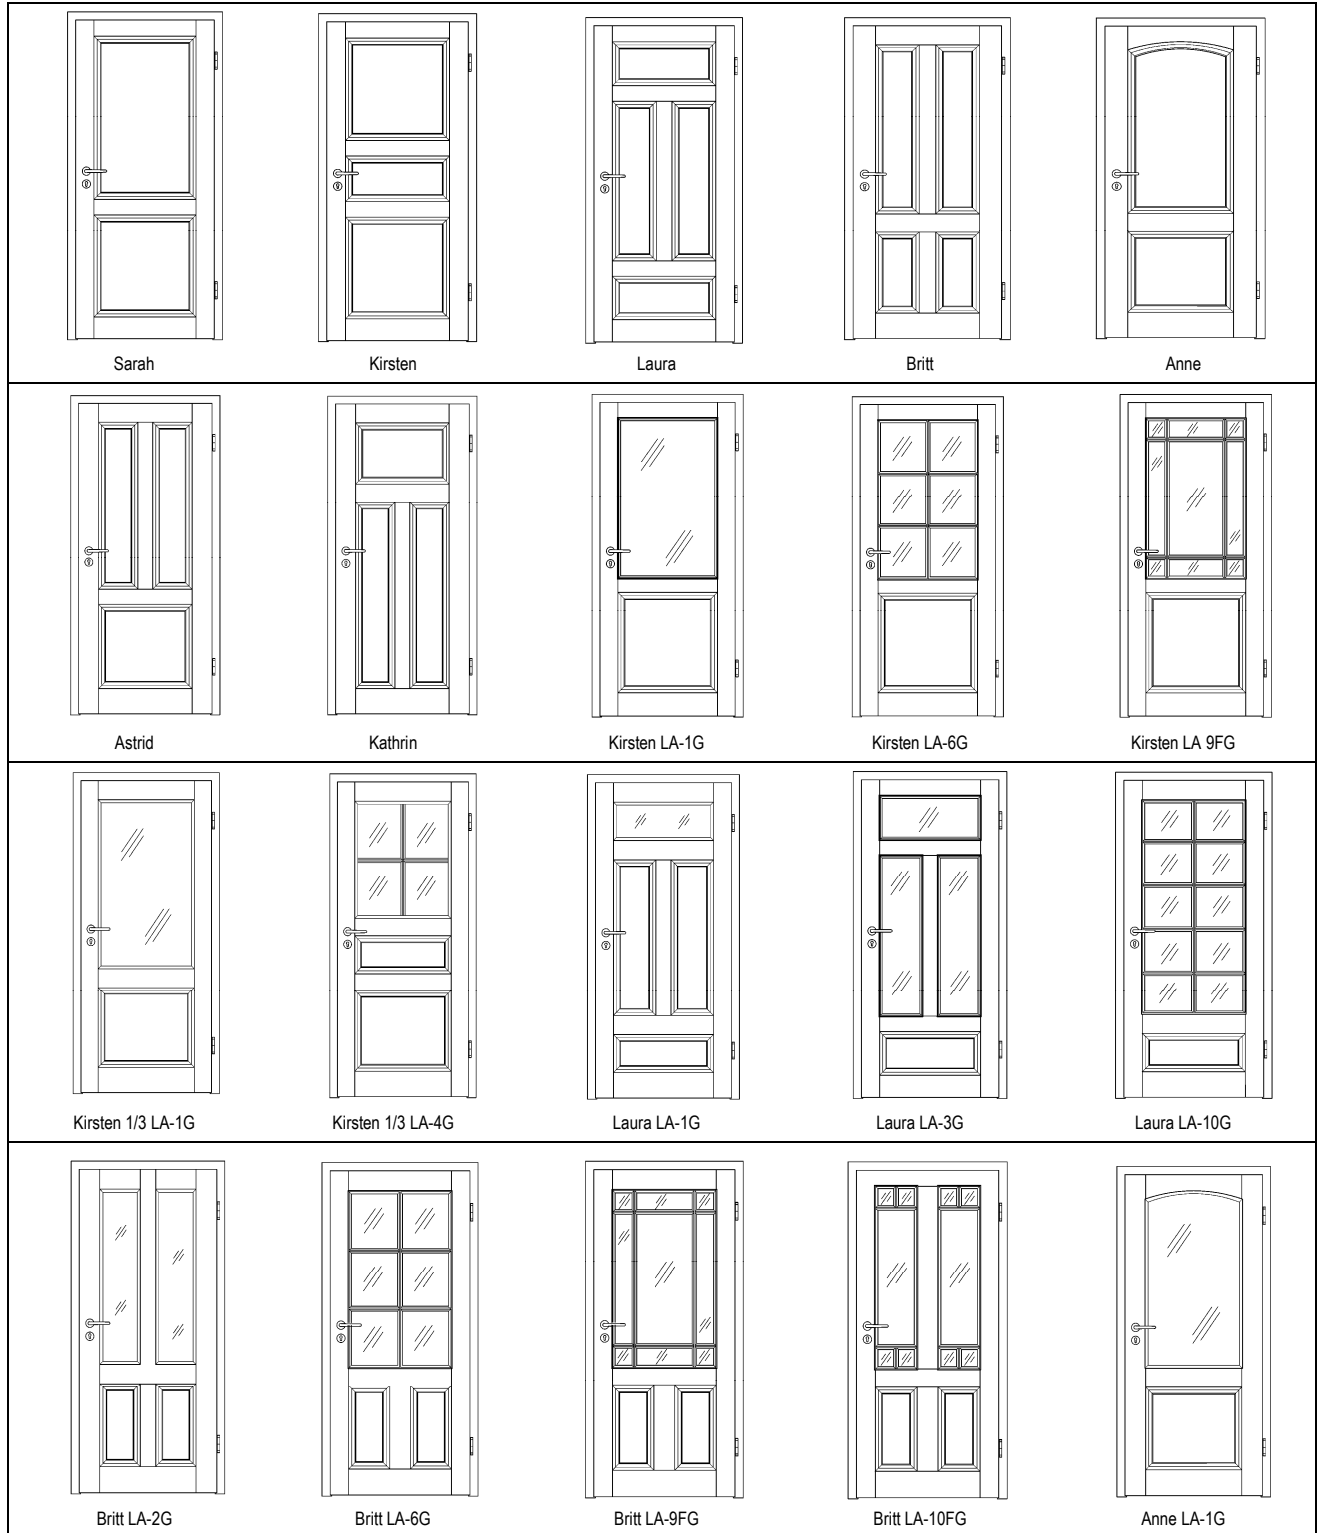 Sarah Kirsten Laura Britt Anne
Astrid Kathrin Kirsten LA-1G Kirsten LA-6G Kirsten LA 9FG
Kirsten 1/3 LA-1G Kirsten 1/3 LA-4G Laura LA-1G Laura LA-3G Laura LA-10G
Britt LA-2G Britt LA-6G Britt LA-9FG Britt LA-10FG Anne LA-1G